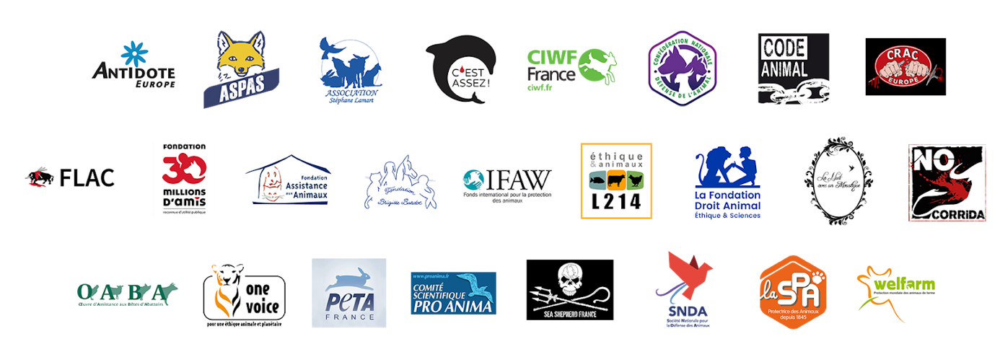 ANTIDOTE
EUROPE
ASPAS
ASSOCIATION
Stéphane Lamart
C'EST
ASSEZ!
CIWF
France
ciwf.fr
CONFÉDÉRATION NATIONALE
DÉFENSE DE L'ANIMAL
CODE
ANIMAL
CRAC
EUROPE
FLAC
FONDATION
30
MILLIONS
D'AMIS
reconnue d'utilité publique
Fondation
Assistance
aux Animaux
Fondation
Brigitte Bardot
IFAW
Fonds international pour la protection
des animaux
éthique
& animaux
L214
La Fondation
Droit Animal
Éthique & Sciences
La Nuit
avec un Moustique
NO
CORRIDA
OABA
Œuvre d'Assistance aux Bêtes d'Abattoirs
one
voice
pour une éthique animale et planétaire
PETA
FRANCE
www.proanima.fr
COMITÉ
SCIENTIFIQUE
PRO ANIMA
SEA SHEPHERD FRANCE
SNDA
Société Nationale pour
la Défense des Animaux
la SPA
Protectrice des Animaux
depuis 1845
welfarm
Protection mondiale des animaux de ferme